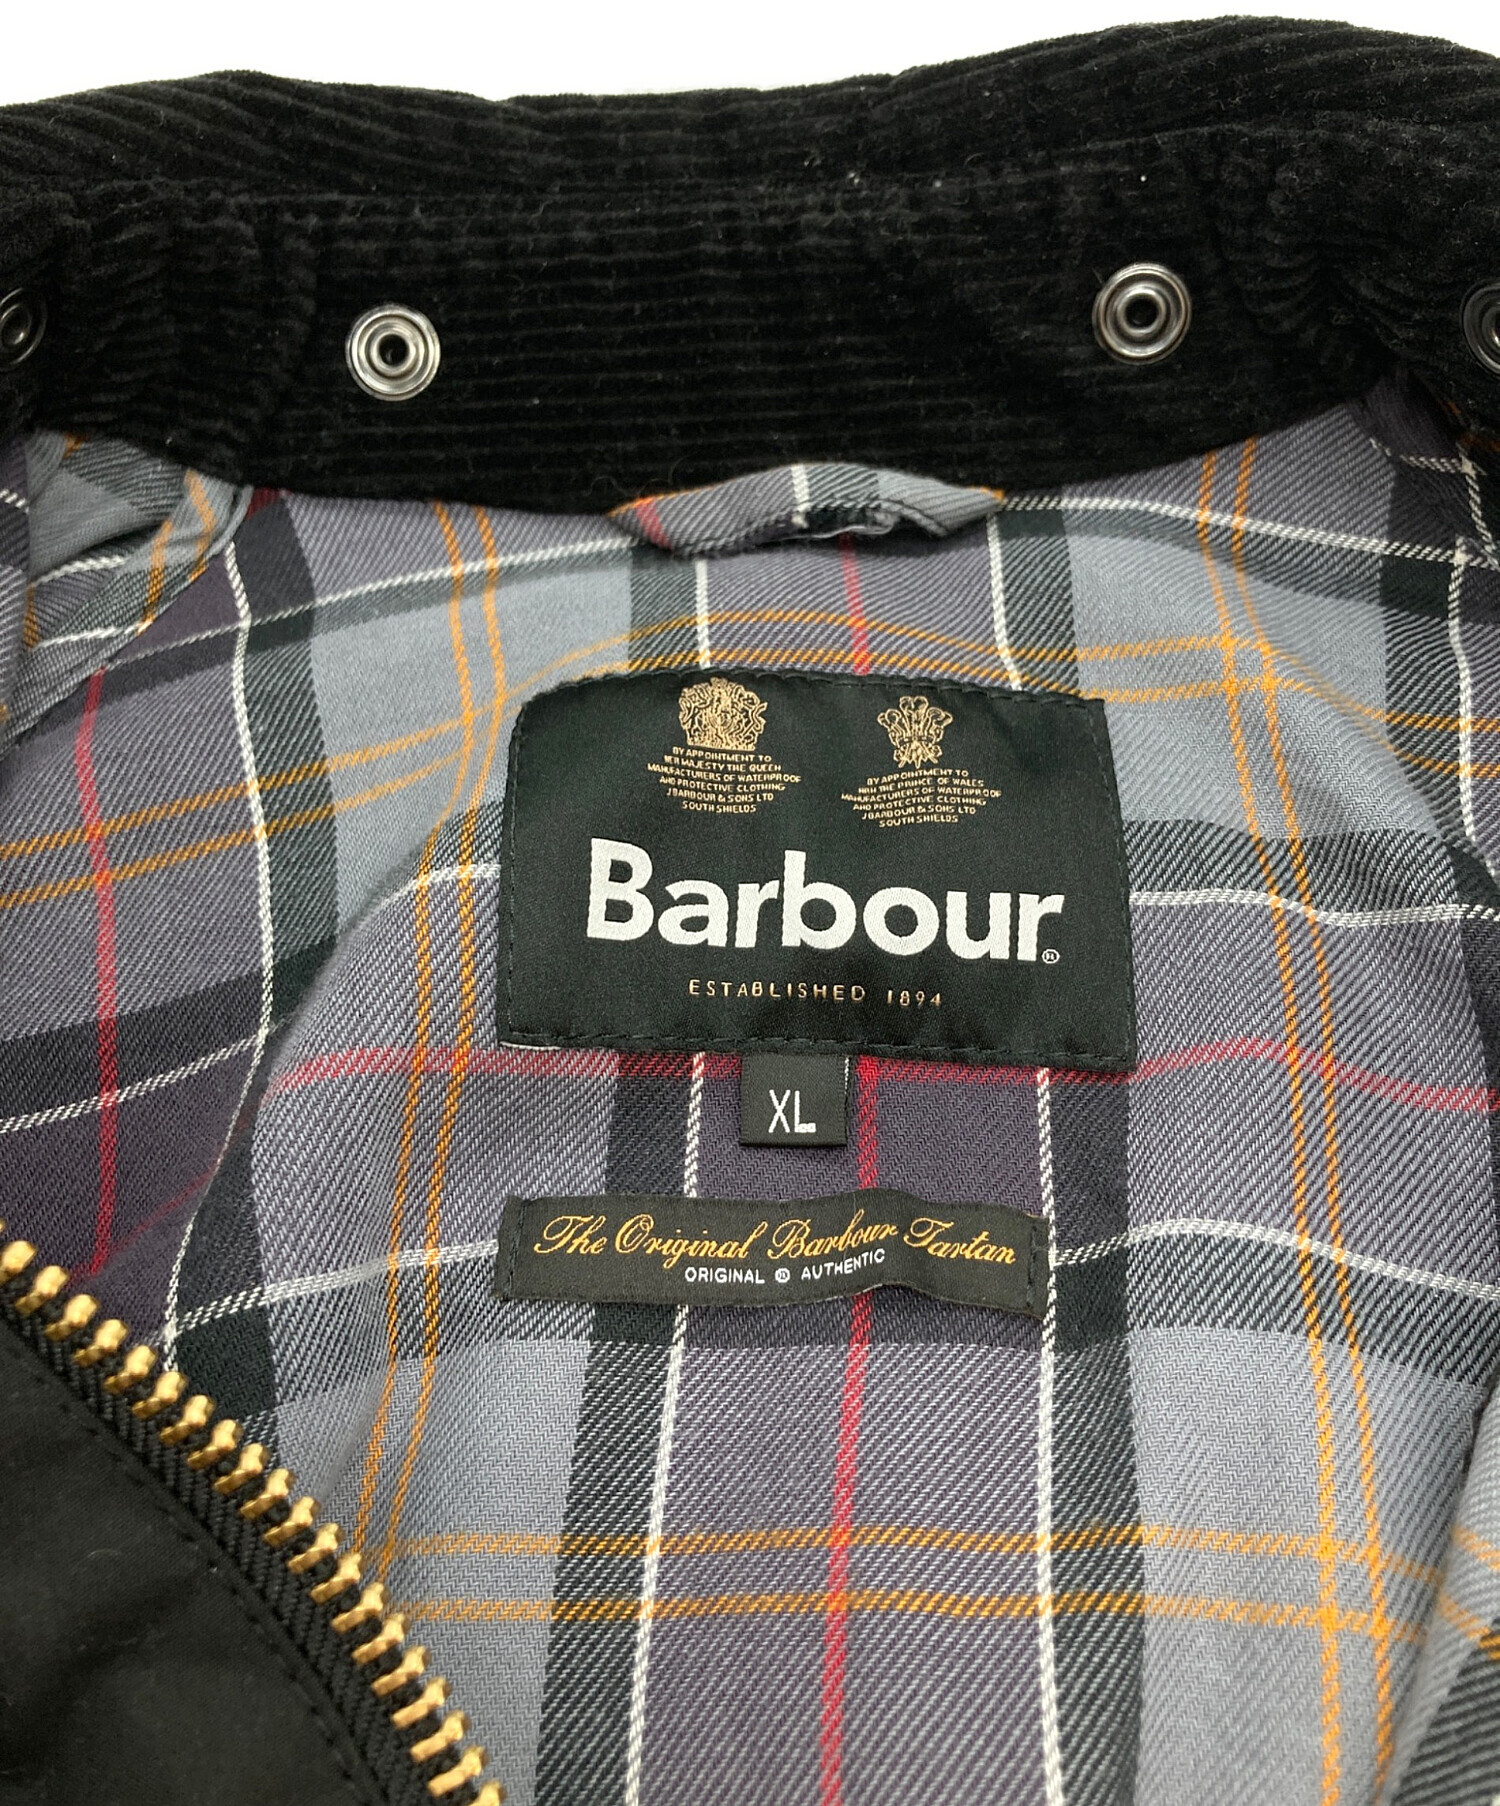 BY APPOINTMENT TO
HER MAJESTY THE QUEEN
MANUFACTURERS OF WATERPROOF
AND PROTECTIVE CLOTHING
J BARBOUR & SONS LTD
SOUTH SHIELDS
BY APPOINTMENT TO
HRH THE PRINCE OF WALES
MANUFACTURERS OF WATERPROOF
AND PROTECTIVE CLOTHING
J BARBOUR & SONS LTD
SOUTH SHIELDS
Barbour®
ESTABLISHED 1894
XL
The Original Barbour Tartan
ORIGINAL ® AUTHENTIC